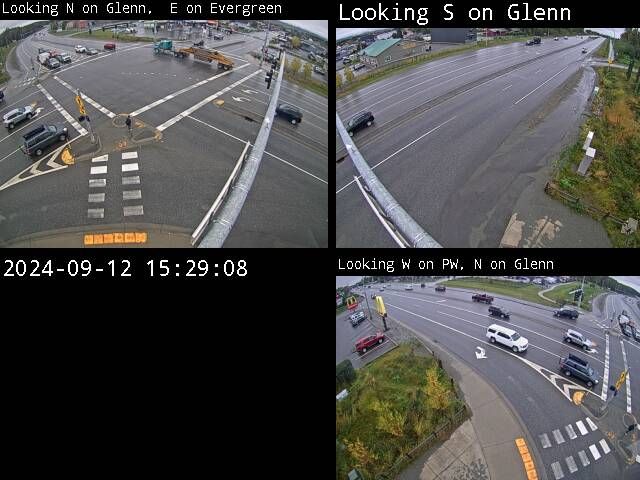 Looking N on Glenn,  E on Evergreen
Looking S on Glenn
2024-09-12 15:29:08
Looking W on PW, N on Glenn